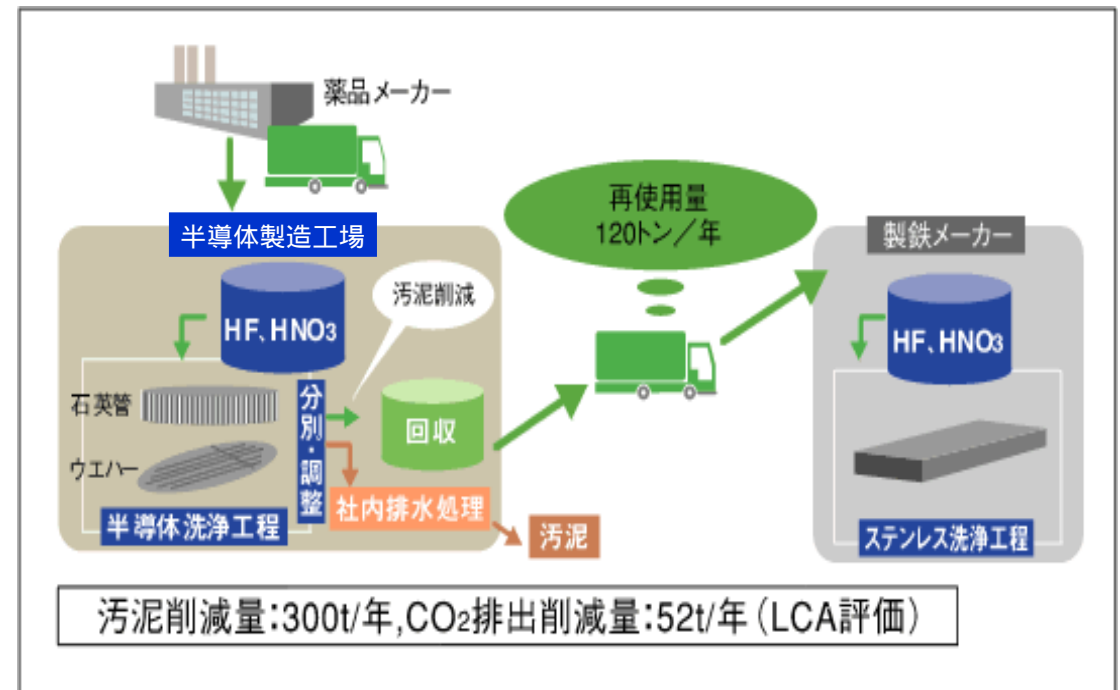 薬品メーカー
半導体製造工場
再使用量
120トン／年
製鉄メーカー
汚泥削減
HF、HNO3
HF、HNO3
石英管
分別・調整
回収
ウエハー
社内排水処理
半導体洗浄工程
汚泥
ステンレス洗浄工程
汚泥削減量：300t/年,CO2排出削減量：52t/年（LCA評価）